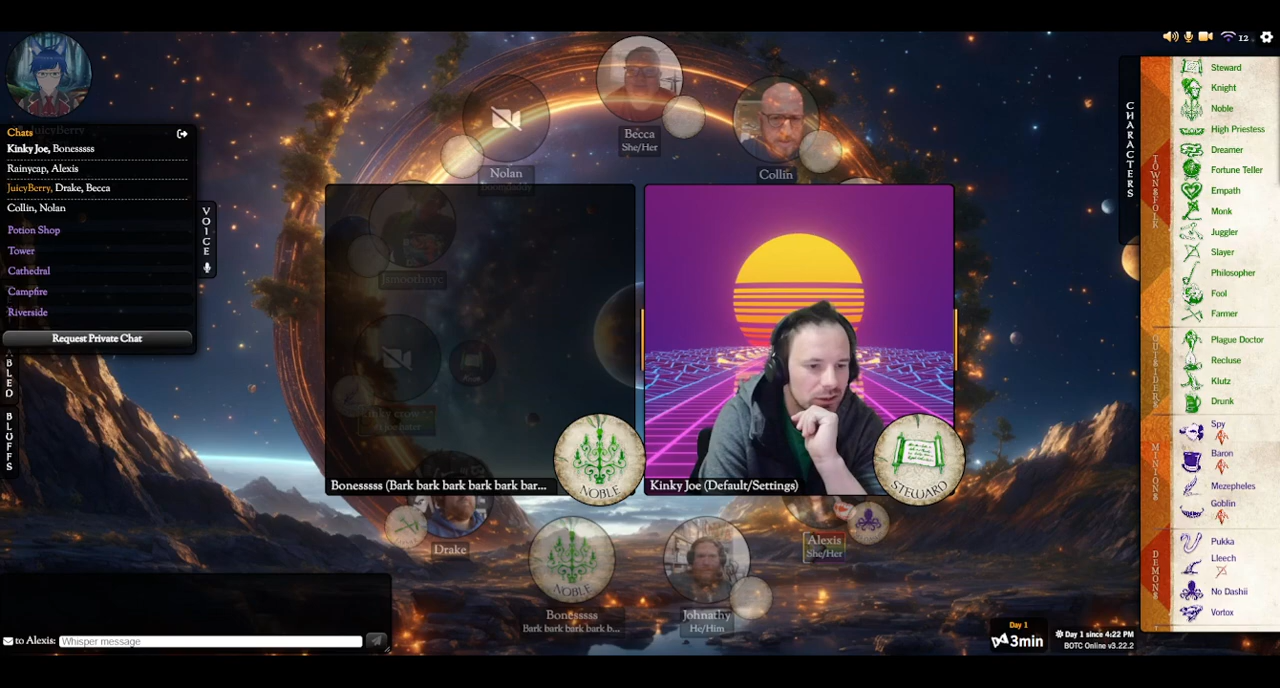 12
JuicyBerry
Chats
Kinky Joe, Bonesssss
Rainycap, Alexis
JuicyBerry, Drake, Becca
Collin, Nolan
Potion Shop
Tower
Cathedral
Campfire
Riverside
Request Private Chat
VOICE
BLUFFS
Becca
She/Her
Nolan
Collin
Bonesssss (Bark bark bark bark bark bar...
NOBLE
Kinky Joe (Default/Settings)
STEWARD
Drake
NOBLE
Bonesssss
Bark bark bark bark b...
Johnathy
He/Him
Alexis
She/Her
to Alexis:
Whisper message
Day 1
3min
Day 1 since 4:22 PM
BOTC Online v3.22.2
CHARACTERS
TOWNSFOLK
Steward
Knight
Noble
High Priestess
Dreamer
Fortune Teller
Empath
Monk
Juggler
Slayer
Philosopher
Fool
Farmer
OUTSIDERS
Plague Doctor
Recluse
Klutz
Drunk
MINIONS
Spy
Baron
Mezepheles
Goblin
DEMONS
Pukka
Lleech
No Dashii
Vortox